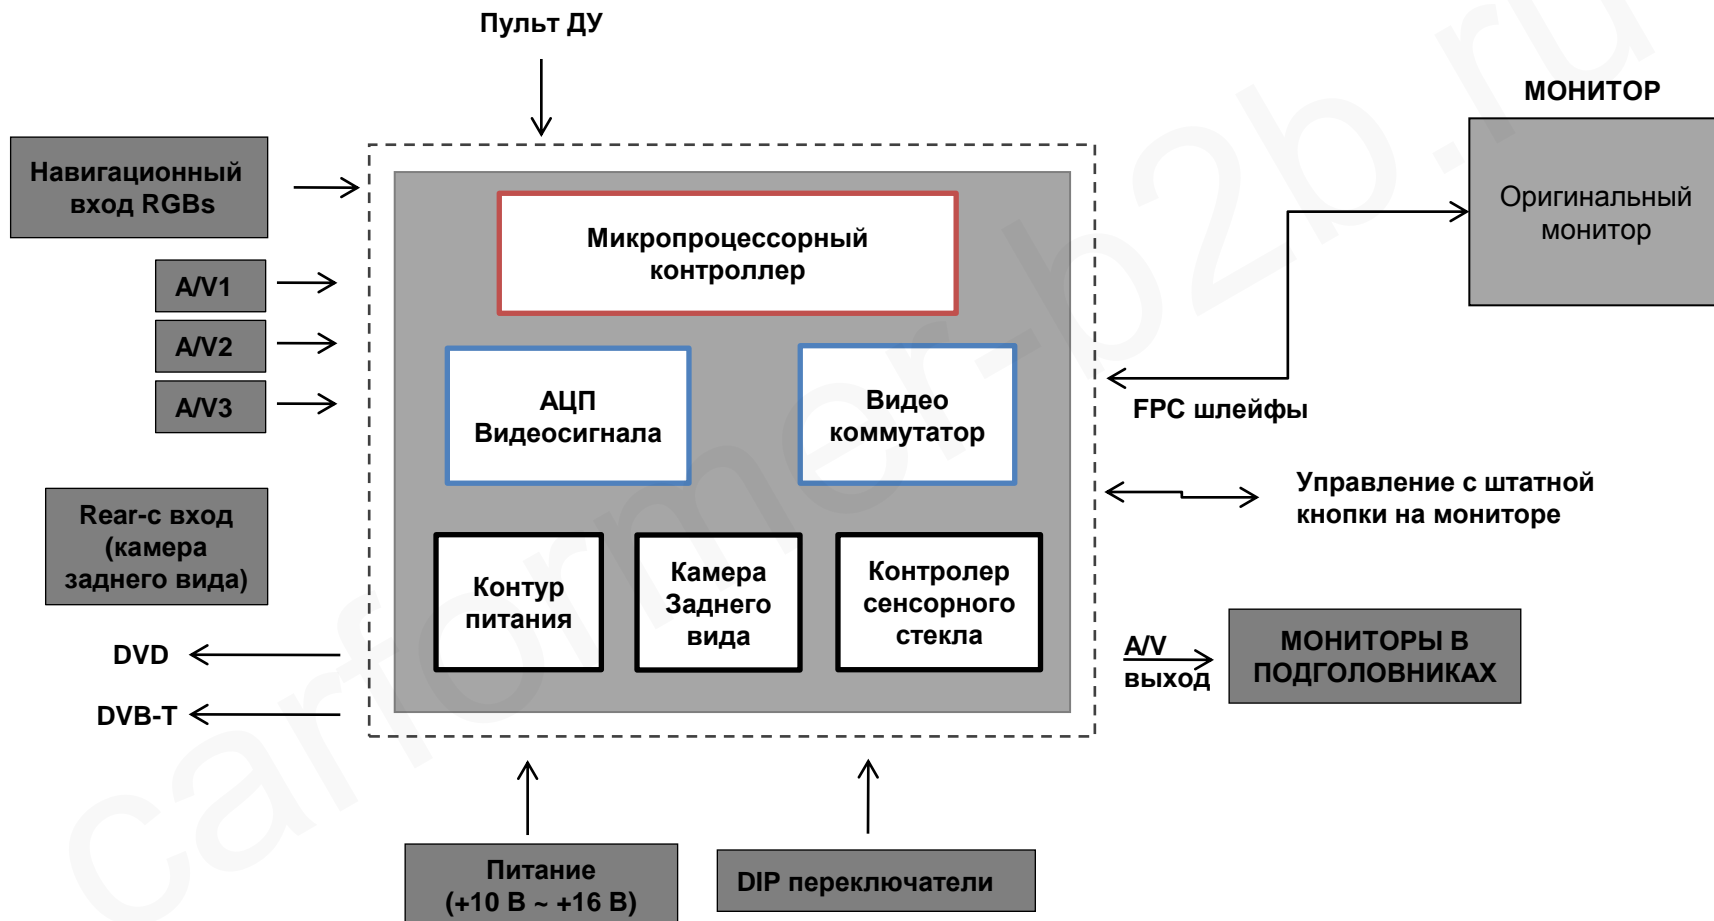 Пульт ДУ
МОНИТОР
Оригинальный
монитор
Навигационный
вход RGBs
A/V1
A/V2
A/V3
Rear-c вход
(камера
заднего вида)
DVD
DVB-T
Микропроцессорный
контроллер
АЦП
Видеосигнала
Видео
коммутатор
Контур
питания
Камера
Заднего
вида
Контролер
сенсорного
стекла
FPC шлейфы
Управление с штатной
кнопки на мониторе
A/V
выход
МОНИТОРЫ В
ПОДГОЛОВНИКАХ
Питание
(+10 В ~ +16 В)
DIP переключатели
carformer-b2b.ru